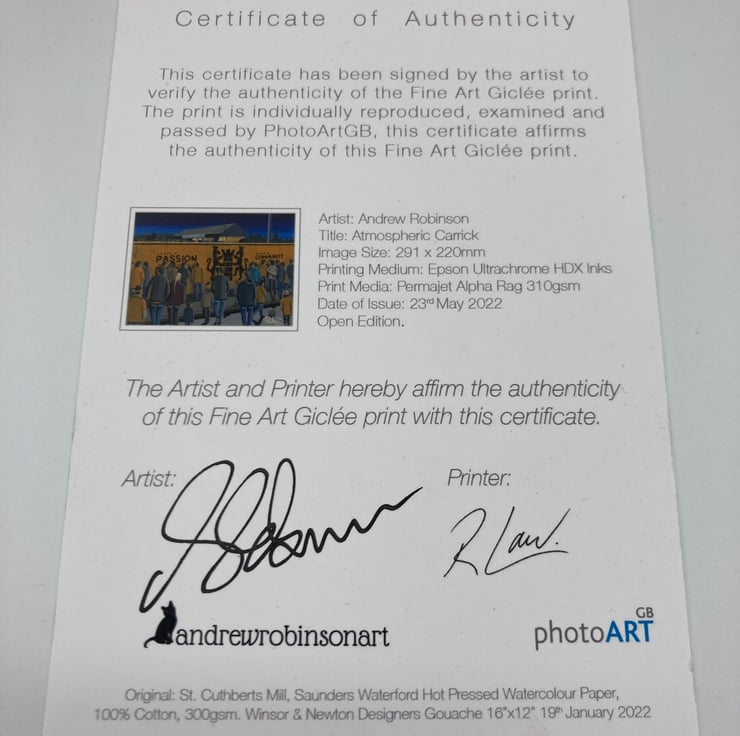 Certificate of Authenticity
This certificate has been signed by the artist to
verify the authenticity of the Fine Art Giclée print.
The print is individually reproduced, examined and
passed by PhotoArtGB, this certificate affirms
the authenticity of this Fine Art Giclée print.
PASSION
COMMUNITY
Artist: Andrew Robinson
Title: Atmospheric Carrick
Image Size: 291 x 220mm
Printing Medium: Epson Ultrachrome HDX Inks
Print Media: Permajet Alpha Rag 310gsm
Date of Issue: 23rd May 2022
Open Edition.
The Artist and Printer hereby affirm the authenticity
of this Fine Art Giclée print with this certificate.
Artist:
Printer:
R Law.
andrewrobinsonart
photoART GB
Original: St. Cuthberts Mill, Saunders Waterford Hot Pressed Watercolour Paper,
100% Cotton, 300gsm. Winsor & Newton Designers Gouache 16"x12" 19th January 2022